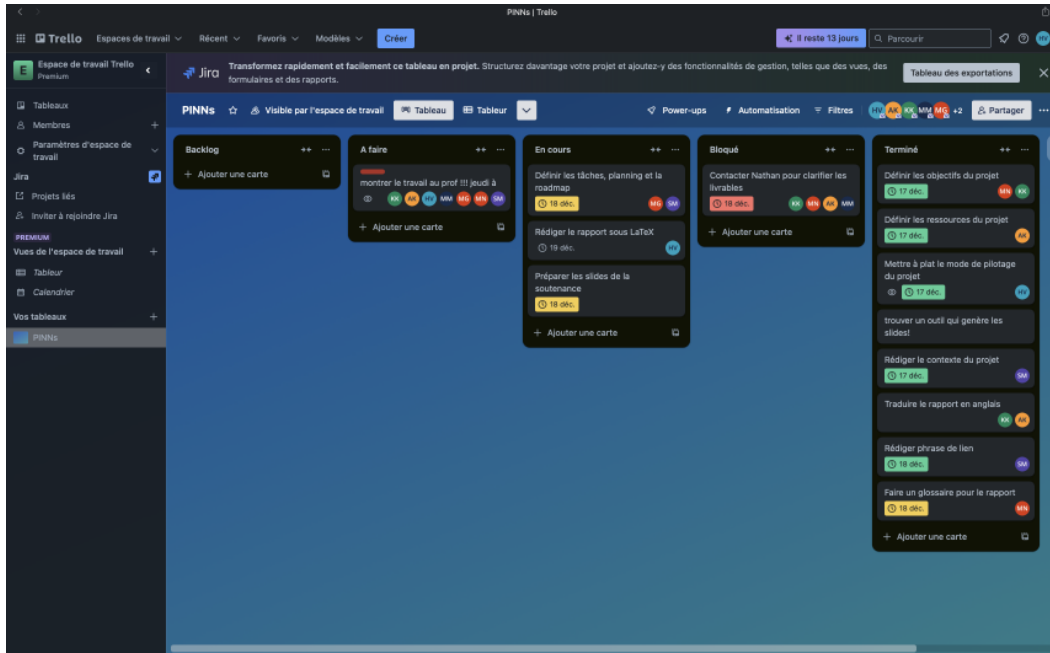 PINNs | Trello
Trello
Espaces de travail
Récent
Favoris
Modèles
Créer
Il reste 13 jours
Parcourir
HV
E
Espace de travail Trello
Premium
Jira
Transformez rapidement et facilement ce tableau en projet. Structurez davantage votre projet et ajoutez-y des fonctionnalités de gestion, telles que des vues, des
formulaires et des rapports.
Tableau des exportations
Tableaux
Membres
Paramètres d'espace de
travail
Jira
Projets liés
Inviter à rejoindre Jira
PREMIUM
Vues de l'espace de travail
Tableur
Calendrier
Vos tableaux
PINNs
PINNs
Visible par l'espace de travail
Tableau
Tableur
Power-ups
Automatisation
Filtres
HV AK KK MM MG +2
Partager
Backlog
+ Ajouter une carte
A faire
montrer le travail au prof !!! jeudi à
KK AK HV MM MG MN SM
+ Ajouter une carte
En cours
Définir les tâches, planning et la
roadmap
18 déc.
MG SM
Rédiger le rapport sous LaTeX
19 déc.
HV
Préparer les slides de la
soutenance
18 déc.
+ Ajouter une carte
Bloqué
Contacter Nathan pour clarifier les
livrables
18 déc.
KK MN AK MM
+ Ajouter une carte
Terminé
Définir les objectifs du projet
17 déc.
MN KK
Définir les ressources du projet
17 déc.
AK
Mettre à plat le mode de pilotage
du projet
17 déc.
HV
trouver un outil qui genère les
slides!
Rédiger le contexte du projet
17 déc.
SM
Traduire le rapport en anglais
KK AK
Rédiger phrase de lien
18 déc.
SM
Faire un glossaire pour le rapport
18 déc.
MN
+ Ajouter une carte